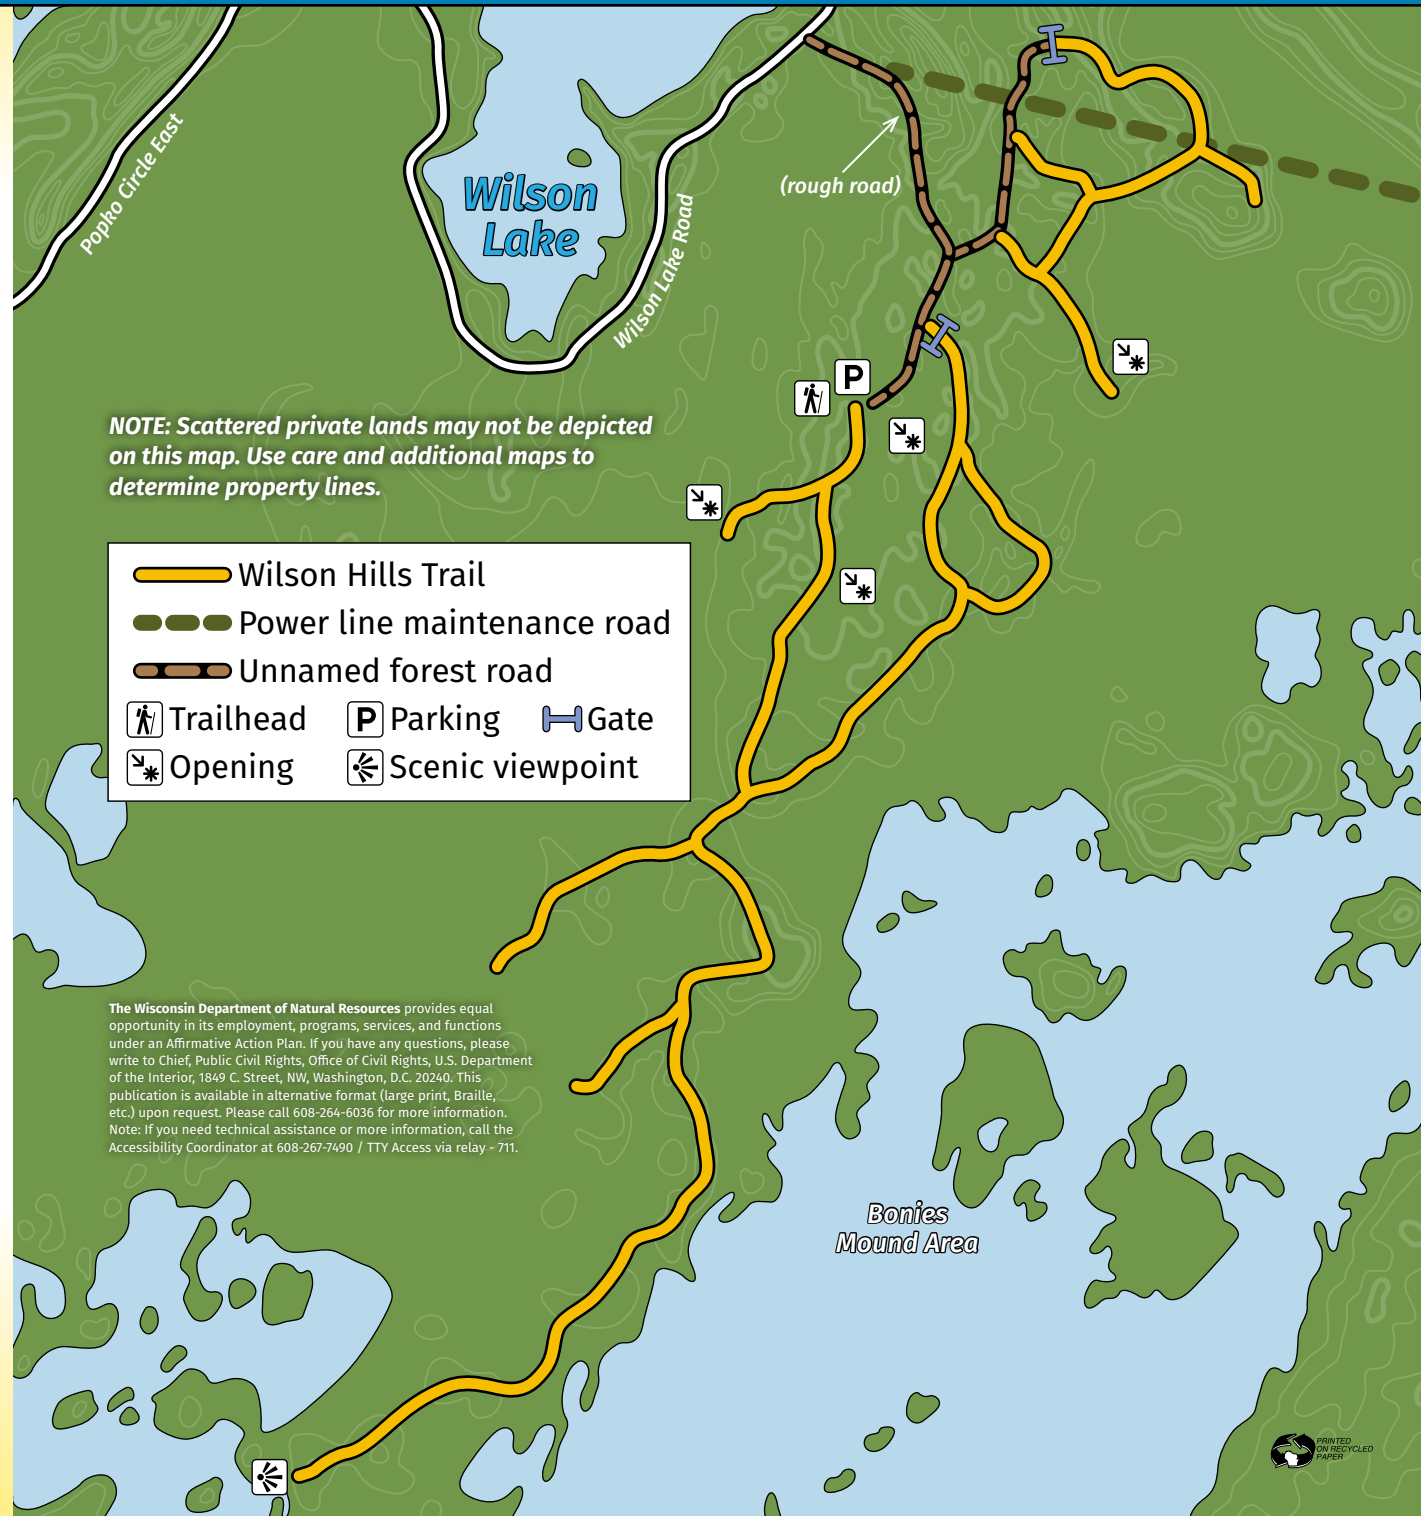 Popko Circle East
Wilson
Lake
Wilson Lake Road
(rough road)
P
NOTE: Scattered private lands may not be depicted
on this map. Use care and additional maps to
determine property lines.
Wilson Hills Trail
Power line maintenance road
Unnamed forest road
Trailhead
P Parking
Gate
Opening
Scenic viewpoint
The Wisconsin Department of Natural Resources provides equal
opportunity in its employment, programs, services, and functions
under an Affirmative Action Plan. If you have any questions, please
write to Chief, Public Civil Rights, Office of Civil Rights, U.S. Department
of the Interior, 1849 C. Street, NW, Washington, D.C. 20240. This
publication is available in alternative format (large print, Braille,
etc.) upon request. Please call 608-264-6036 for more information.
Note: If you need technical assistance or more information, call the
Accessibility Coordinator at 608-267-7490 / TTY Access via relay - 711.
Bonies
Mound Area
PRINTED
ON RECYCLED
PAPER